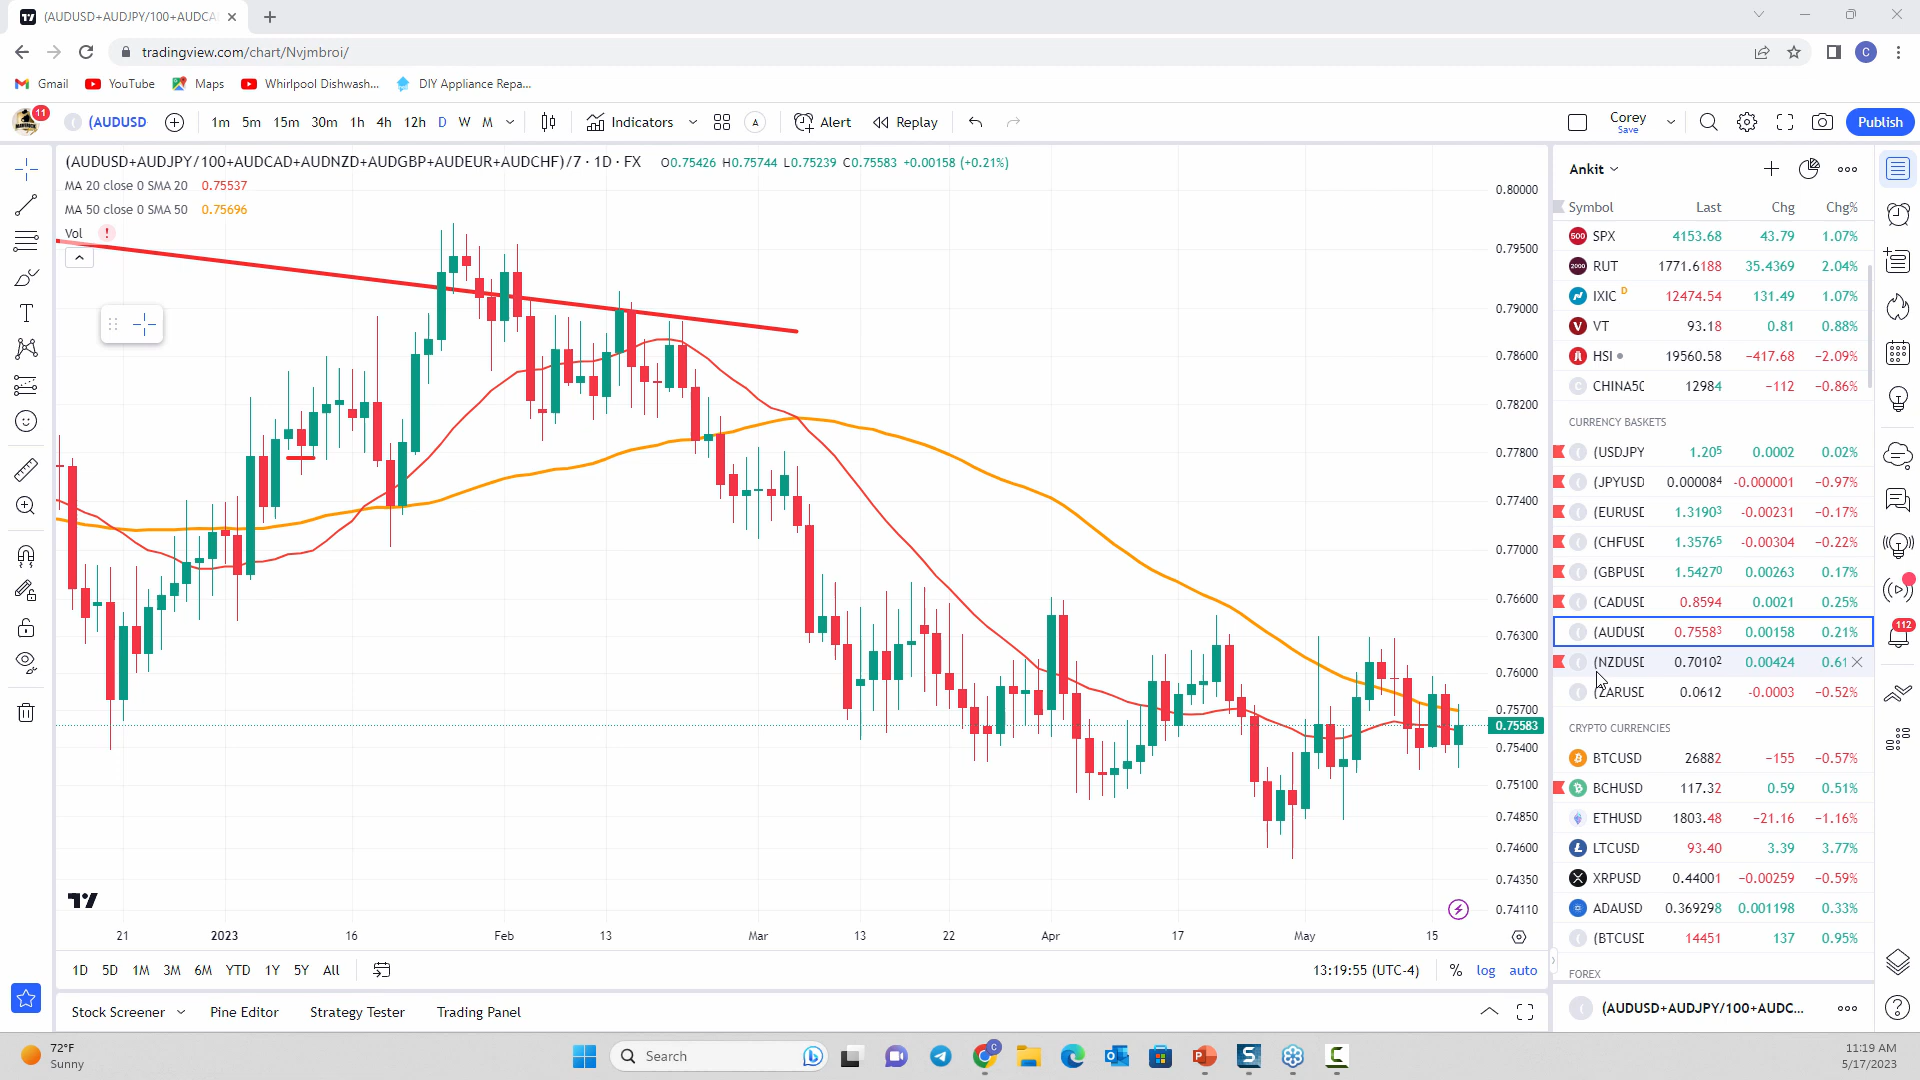 (AUDUSD+AUDJPY/100+AUDCA
tradingview.com/chart/Nvjmbroi/
C
Gmail YouTube Maps Whirlpool Dishwash... DIY Appliance Repa...
11 (AUDUSD 1m 5m 15m 30m 1h 4h 12h D W M Indicators A Alert Replay Corey Save Publish
(AUDUSD+AUDJPY/100+AUDCAD+AUDNZD+AUDGBP+AUDEUR+AUDCHF)/7 · 1D · FX O0.75426 H0.75744 L0.75239 C0.75583 +0.00158 (+0.21%)
MA 20 close 0 SMA 20 0.75537
MA 50 close 0 SMA 50 0.75696
Vol !
0.80000
0.79500
0.79000
0.78600
0.78200
0.77800
0.77400
0.77000
0.76600
0.76300
0.76000
0.75700
0.75583
0.75400
0.75100
0.74850
0.74600
0.74350
0.74110
21 2023 16 Feb 13 Mar 13 22 Apr 17 May 15
1D 5D 1M 3M 6M YTD 1Y 5Y All 13:19:55 (UTC-4) % log auto
Stock Screener Pine Editor Strategy Tester Trading Panel
Ankit
Symbol Last Chg Chg%
500 SPX 4153.68 43.79 1.07%
2000 RUT 1771.6188 35.4369 2.04%
IXIC D 12474.54 131.49 1.07%
V VT 93.18 0.81 0.88%
HSI 19560.58 −417.68 −2.09%
C CHINA50 12984 −112 −0.86%
CURRENCY BASKETS
( (USDJPY 1.205 0.0002 0.02%
( (JPYUSD 0.000084 -0.000001 −0.97%
( (EURUSD 1.31903 -0.00231 −0.17%
( (CHFUSD 1.35765 -0.00304 −0.22%
( (GBPUSD 1.54270 0.00263 0.17%
( (CADUSD 0.8594 0.0021 0.25%
( (AUDUSD 0.75583 0.00158 0.21%
( (NZDUSD 0.70102 0.00424 0.61
( (ZARUSD 0.0612 -0.0003 −0.52%
CRYPTO CURRENCIES
BTCUSD 26882 −155 −0.57%
BCHUSD 117.32 0.59 0.51%
ETHUSD 1803.48 −21.16 −1.16%
LTCUSD 93.40 3.39 3.77%
XRPUSD 0.44001 −0.00259 −0.59%
ADAUSD 0.369298 0.001198 0.33%
( (BTCUSD 14451 137 0.95%
FOREX
(AUDUSD+AUDJPY/100+AUDC...
112
72°F
Sunny
Search
11:19 AM
5/17/2023